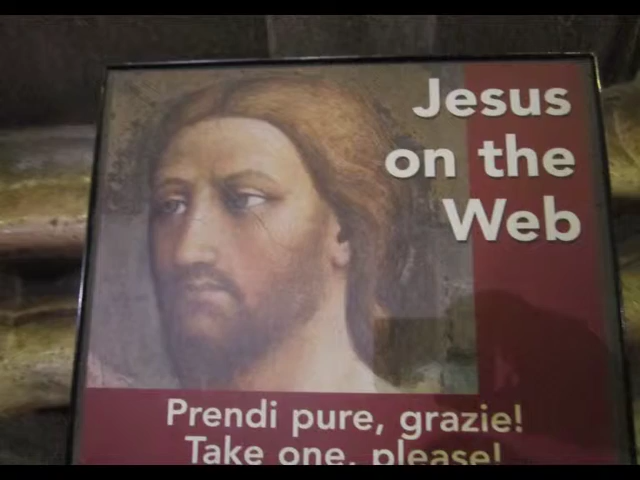 Jesus
on the
Web
Prendi pure, grazie!
Take one, please!